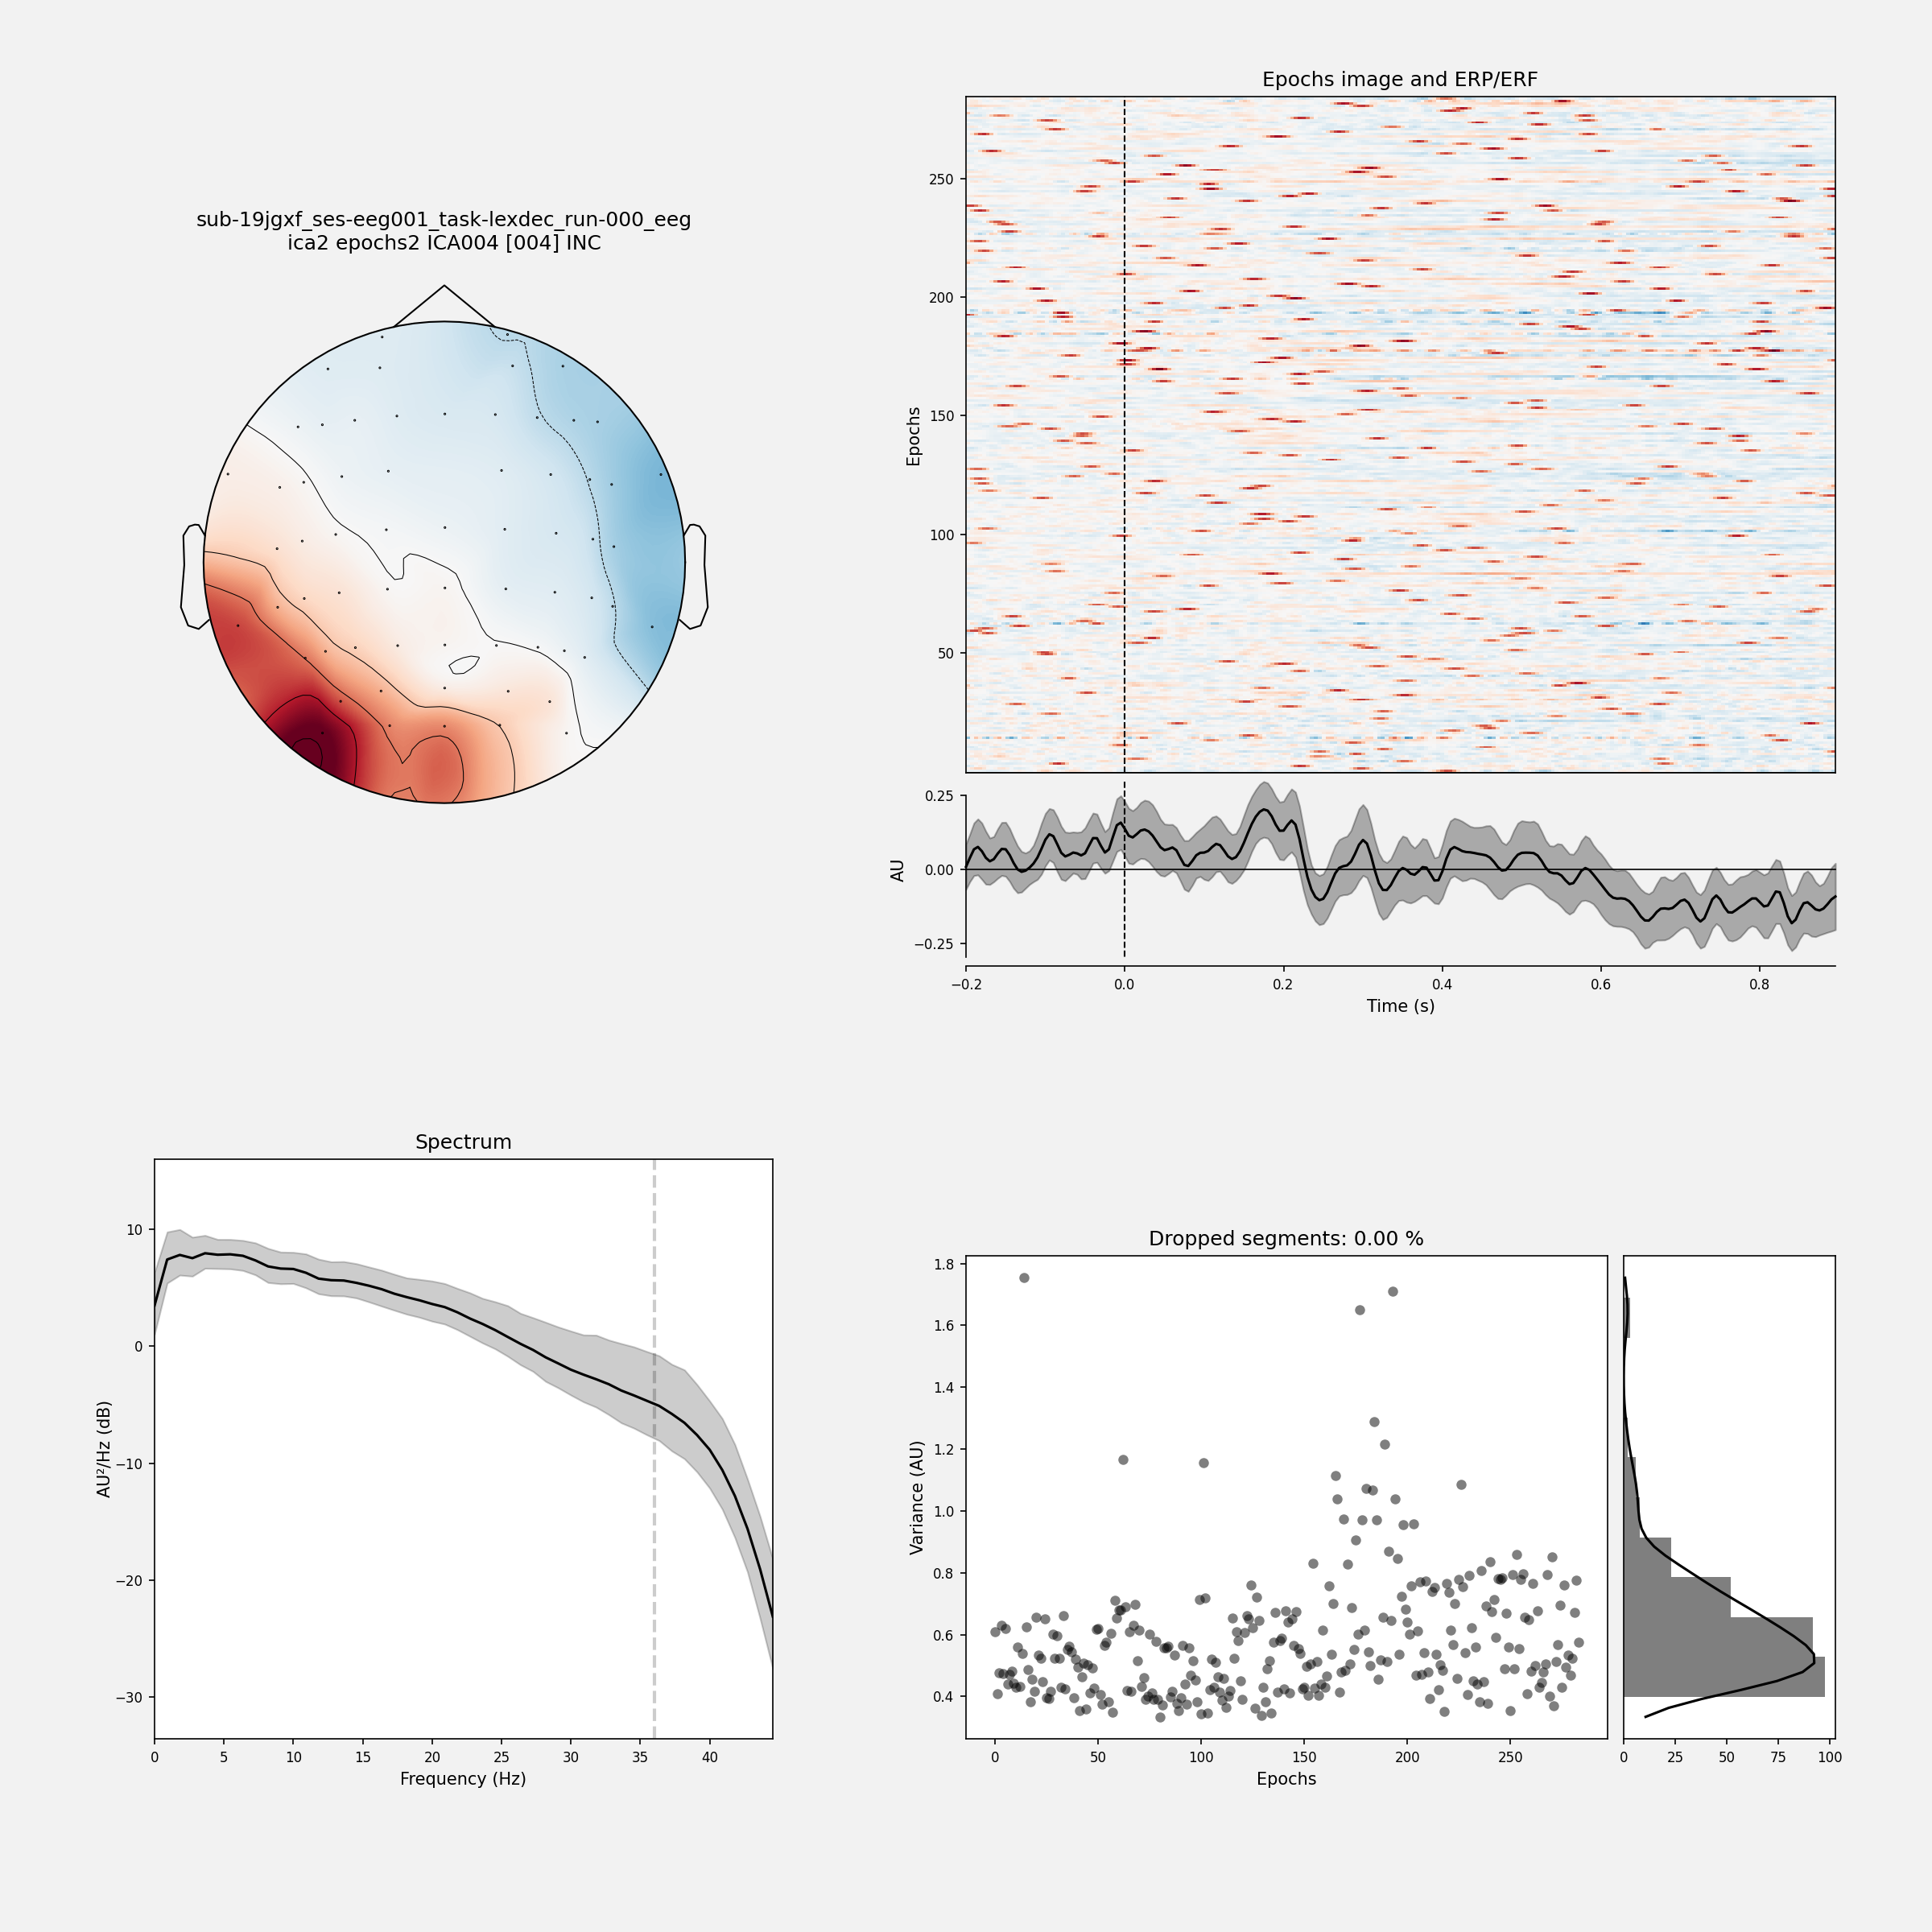 Epochs image and ERP/ERF
sub-19jgxf_ses-eeg001_task-lexdec_run-000_eeg
ica2 epochs2 ICA004 [004] INC
Epochs
250
200
150
100
50
AU
0.25
0.00
−0.25
−0.2 0.0 0.2 0.4 0.6 0.8
Time (s)
Spectrum
AU²/Hz (dB)
10
0
−10
−20
−30
0 5 10 15 20 25 30 35 40
Frequency (Hz)
Dropped segments: 0.00 %
Variance (AU)
1.8
1.6
1.4
1.2
1.0
0.8
0.6
0.4
0 50 100 150 200 250
Epochs
0 25 50 75 100